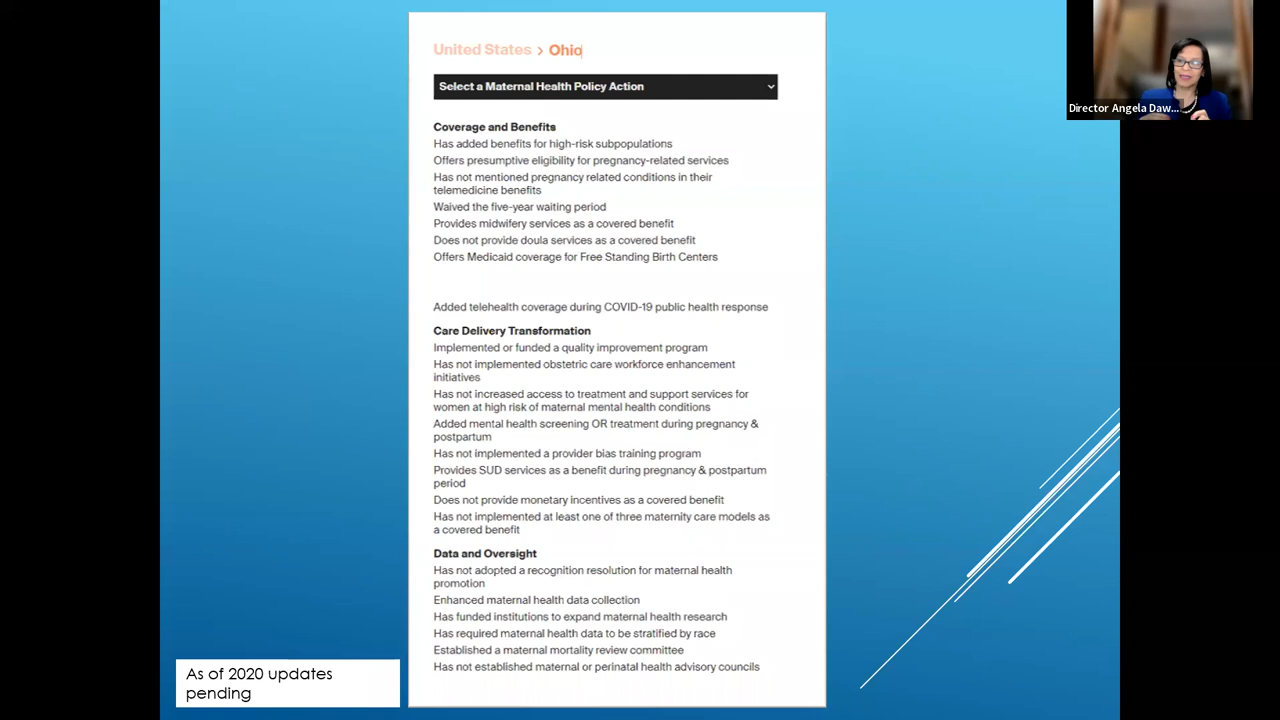 United States > Ohio
Select a Maternal Health Policy Action
Coverage and Benefits
Has added benefits for high-risk subpopulations
Offers presumptive eligibility for pregnancy-related services
Has not mentioned pregnancy related conditions in their
telemedicine benefits
Waived the five-year waiting period
Provides midwifery services as a covered benefit
Does not provide doula services as a covered benefit
Offers Medicaid coverage for Free Standing Birth Centers
Added telehealth coverage during COVID-19 public health response
Care Delivery Transformation
Implemented or funded a quality improvement program
Has not implemented obstetric care workforce enhancement
initiatives
Has not increased access to treatment and support services for
women at high risk of maternal mental health conditions
Added mental health screening OR treatment during pregnancy &
postpartum
Has not implemented a provider bias training program
Provides SUD services as a benefit during pregnancy & postpartum
period
Does not provide monetary incentives as a covered benefit
Has not implemented at least one of three maternity care models as
a covered benefit
Data and Oversight
Has not adopted a recognition resolution for maternal health
promotion
Enhanced maternal health data collection
Has funded institutions to expand maternal health research
Has required maternal health data to be stratified by race
Established a maternal mortality review committee
Has not established maternal or perinatal health advisory councils
As of 2020 updates
pending
Director Angela Daw...